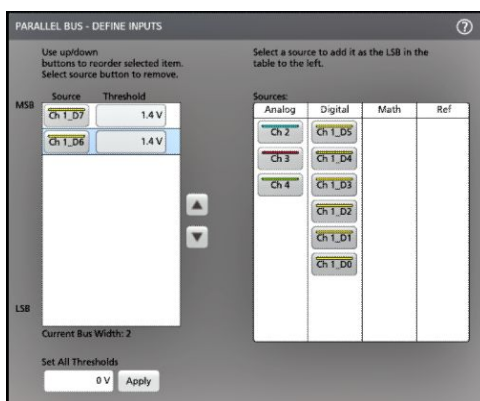 PARALLEL BUS - DEFINE INPUTS
?
Use up/down
buttons to reorder selected item.
Select source button to remove.
Source Threshold
MSB
Ch 1_D7 1.4 V
Ch 1_D6 1.4 V
LSB
Current Bus Width: 2
Set All Thresholds
0 V Apply
Select a source to add it as the LSB in the
table to the left.
Sources:
Analog Digital Math Ref
Ch 2 Ch 1_D5
Ch 3 Ch 1_D4
Ch 4 Ch 1_D3
Ch 1_D2
Ch 1_D1
Ch 1_D0